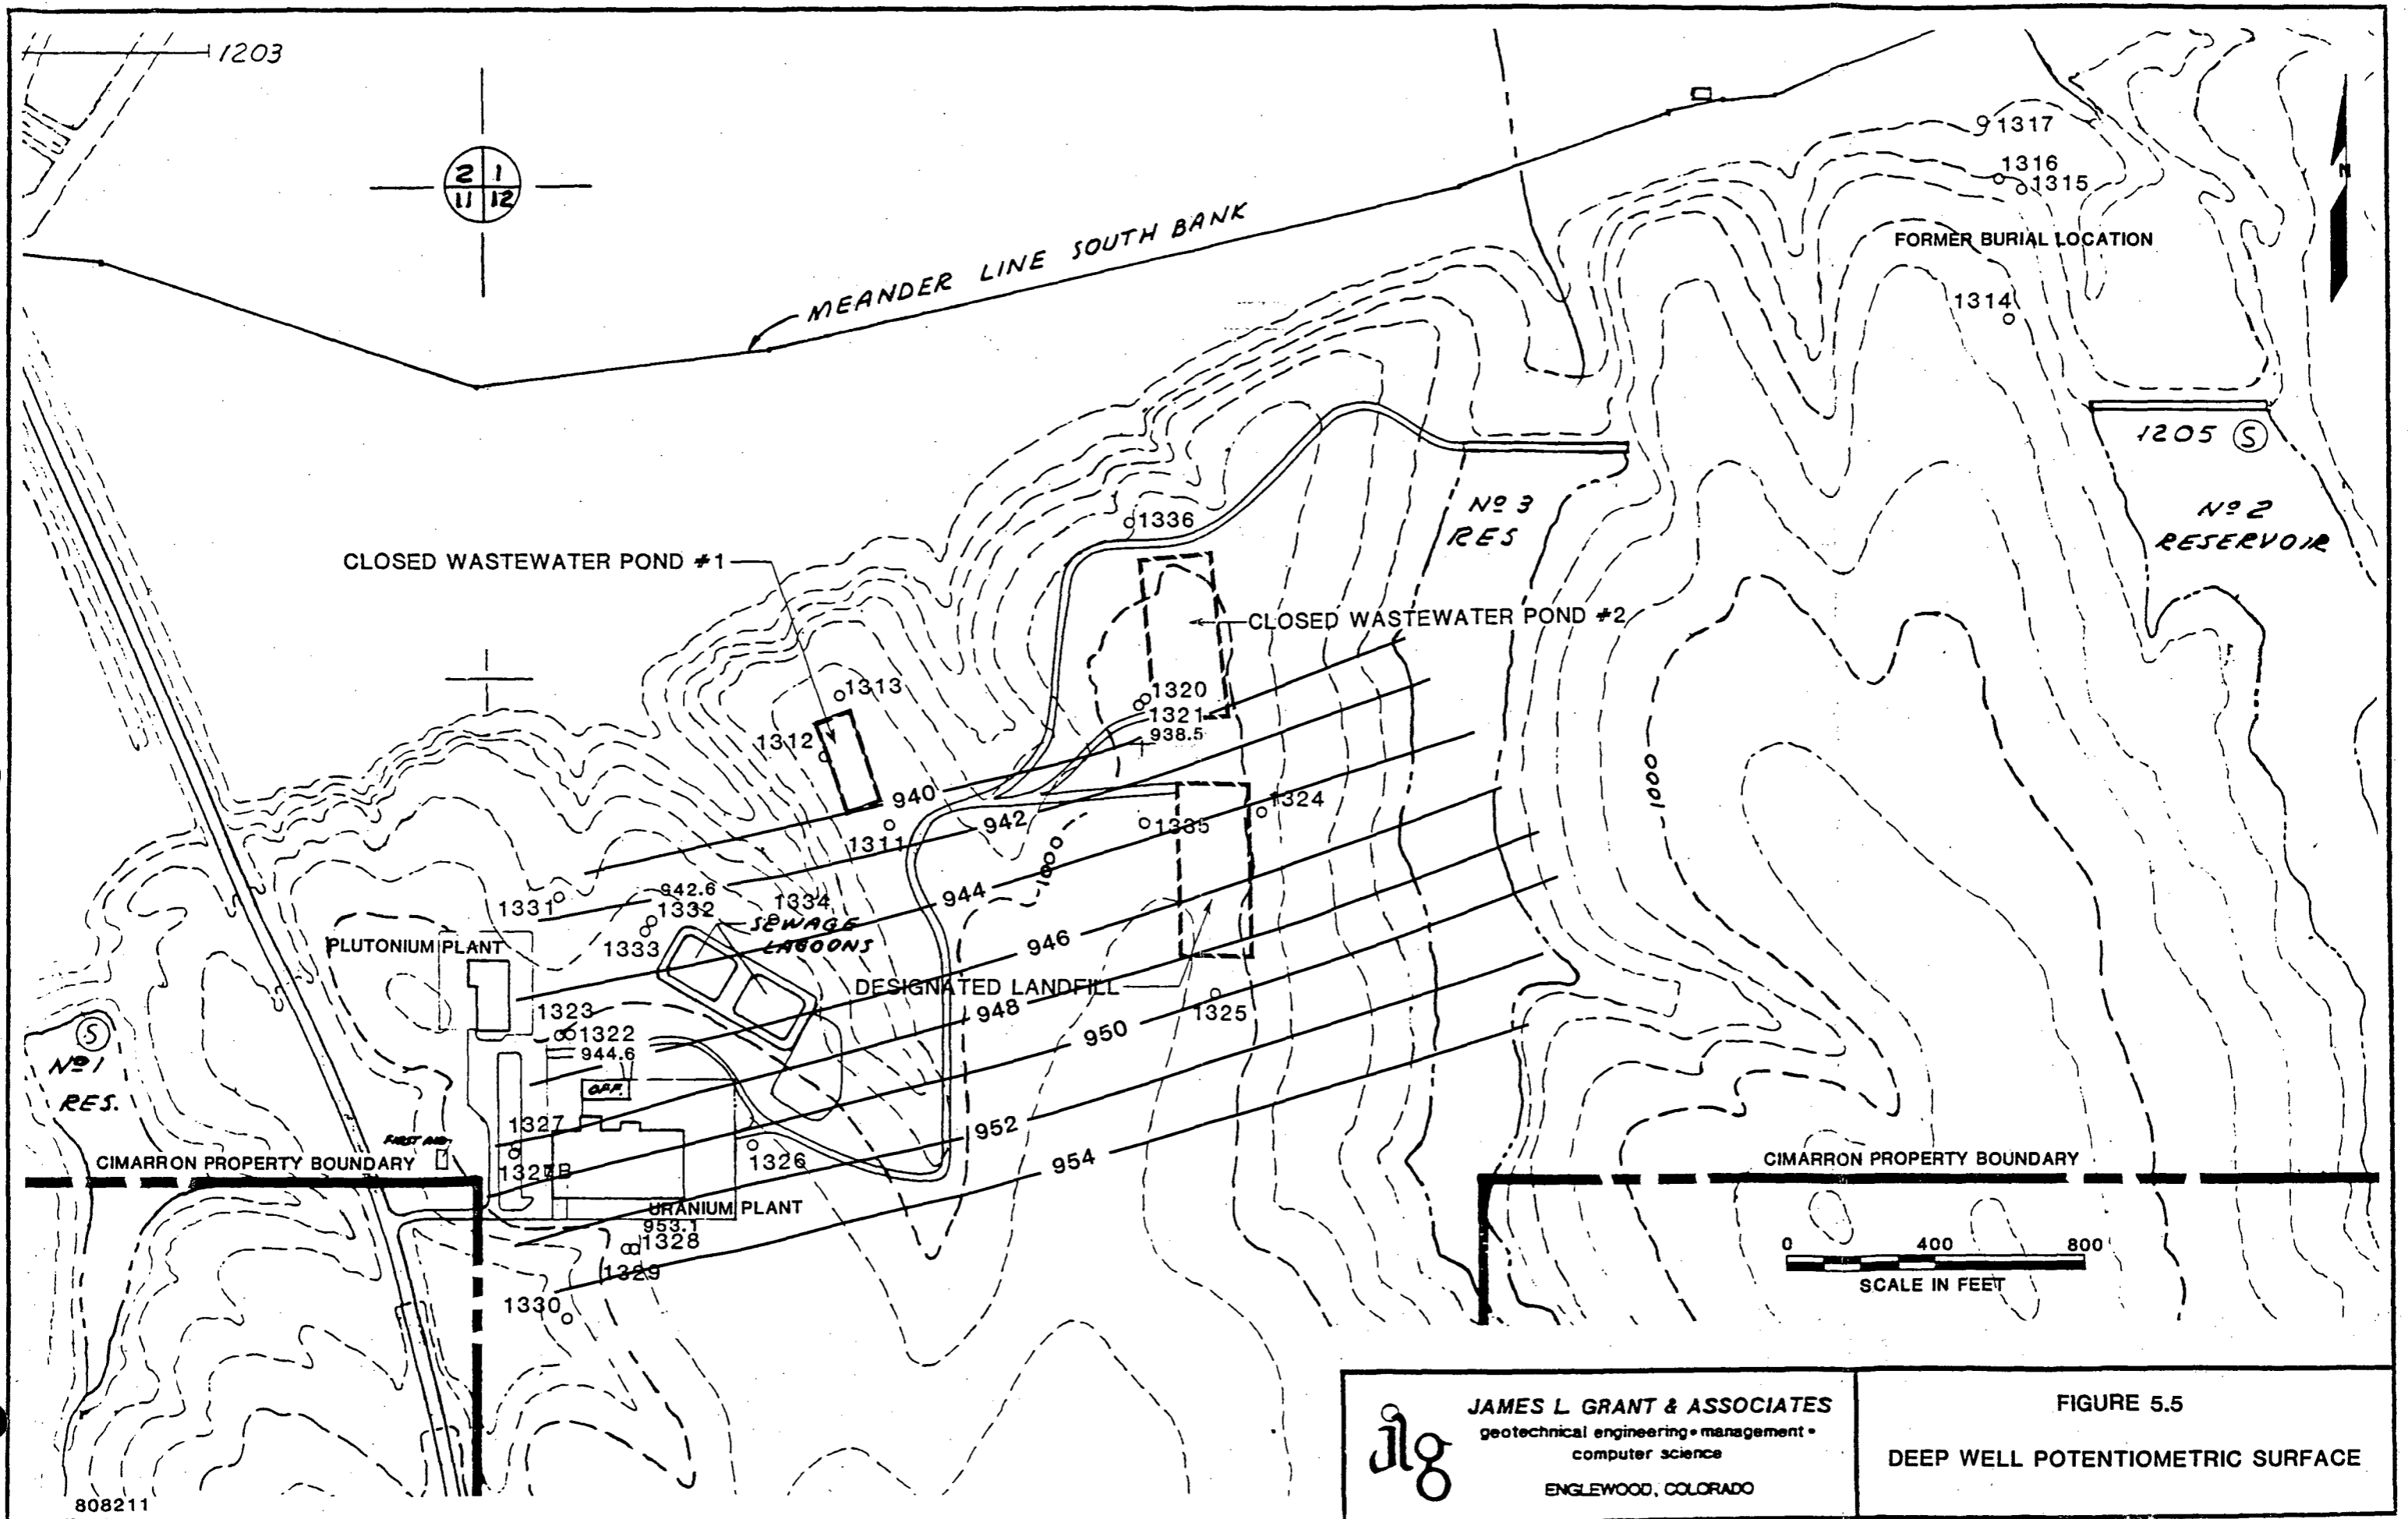 1203
2 1
11 12
MEANDER LINE SOUTH BANK
1317
1316
1315
N
FORMER BURIAL LOCATION
1314
1205 S
Nº 2
RESERVOIR
Nº 3
RES
1336
CLOSED WASTEWATER POND #1
CLOSED WASTEWATER POND #2
1313
1320
1321
938.5
1312
940
1324
1335
942
1311
1000
1000
942.6
944
1331
1332
1334
SEWAGE
LAGOONS
1333
PLUTONIUM PLANT
946
DESIGNATED LANDFILL
948
1325
950
1323
1322
944.6
S
Nº 1
RES.
OFF.
1327
952
FIRST AID
1326
954
CIMARRON PROPERTY BOUNDARY
1327B
CIMARRON PROPERTY BOUNDARY
URANIUM PLANT
953.1
1328
1329
1330
0 400 800
SCALE IN FEET
jlg
JAMES L GRANT & ASSOCIATES
geotechnical engineering • management •
computer science
ENGLEWOOD, COLORADO
FIGURE 5.5
DEEP WELL POTENTIOMETRIC SURFACE
808211